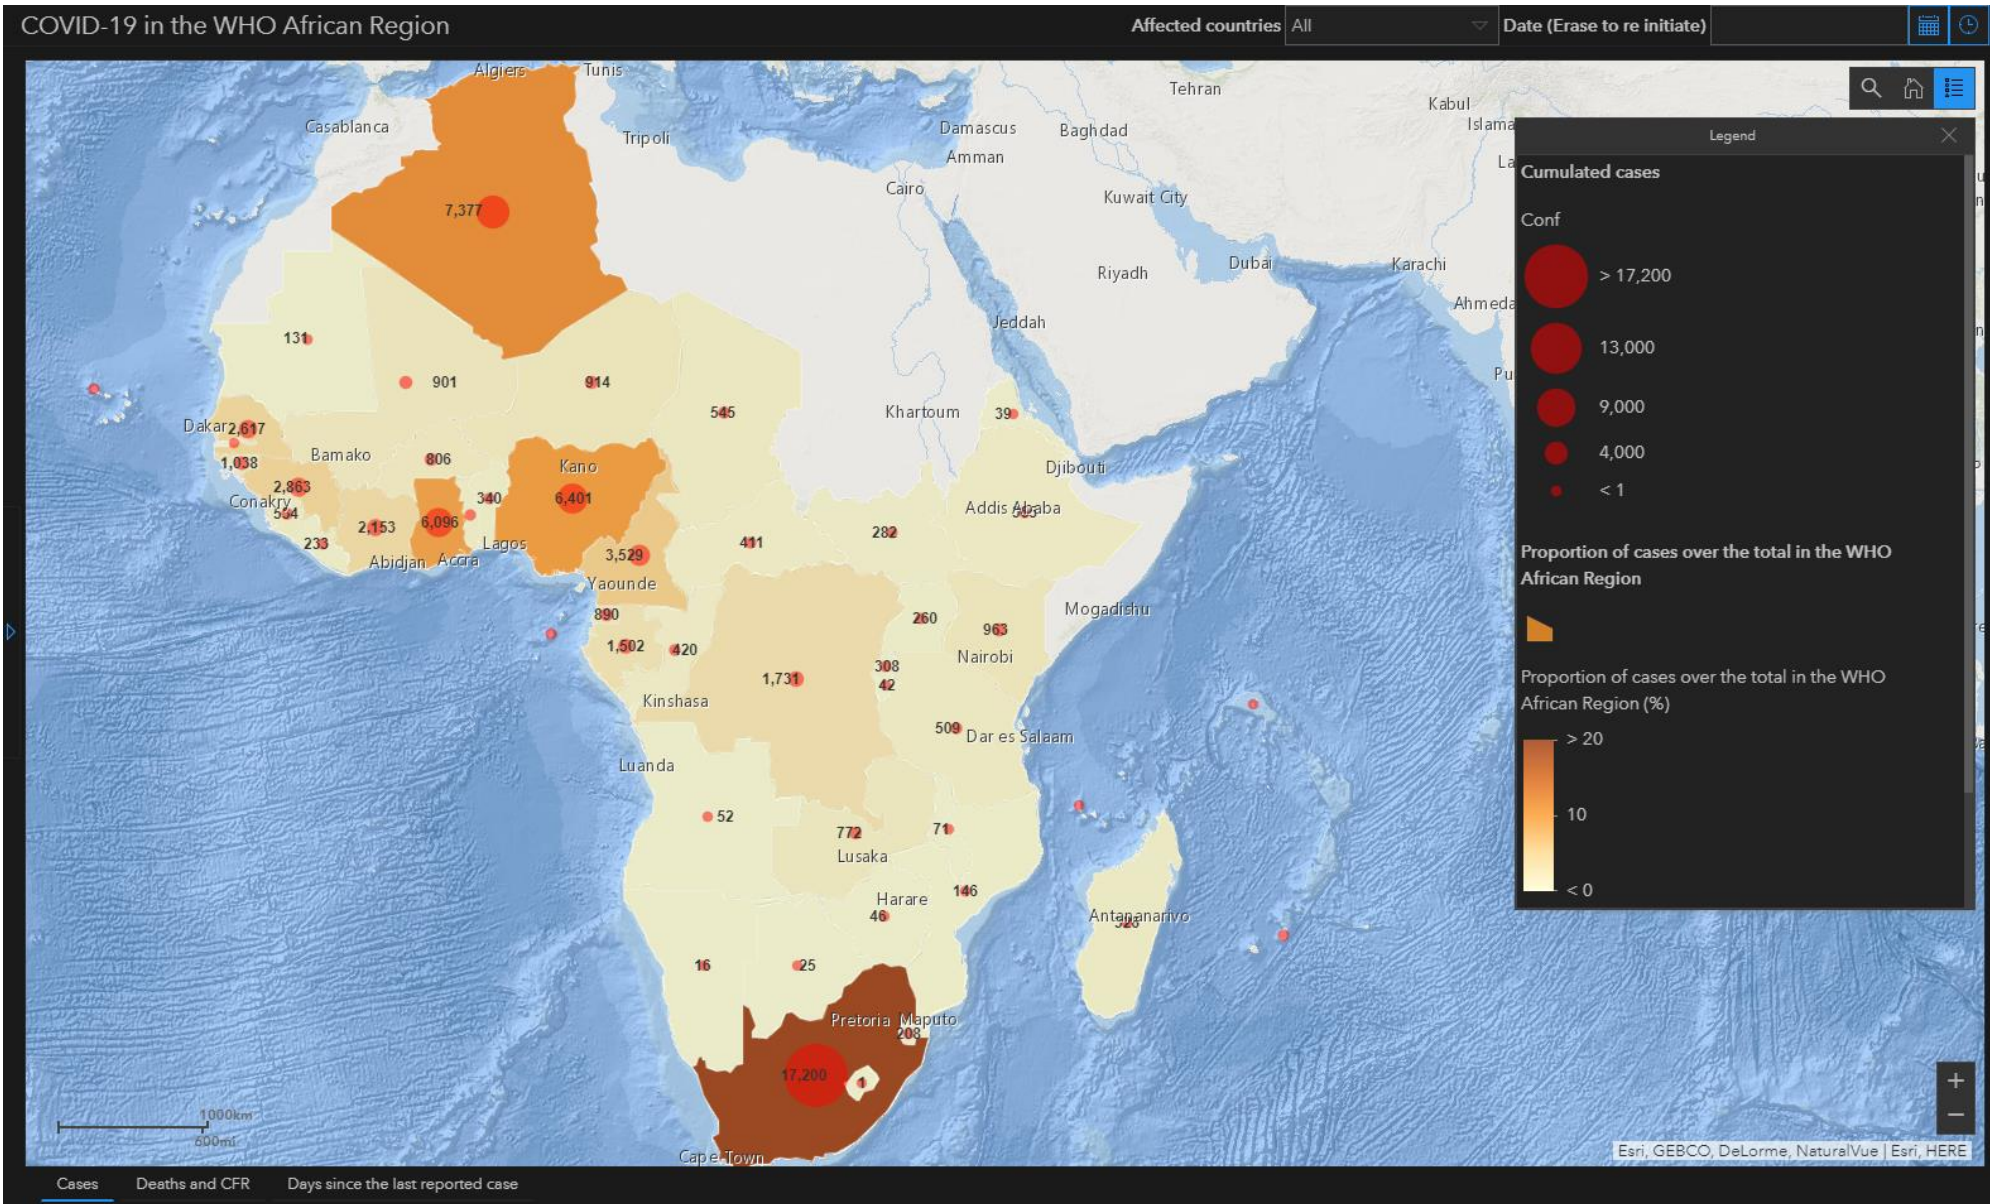 COVID-19 in the WHO African Region
Affected countries All
Date (Erase to re initiate)
Algiers
Tunis
Tehran
Kabul
Casablanca
Tripoli
Damascus
Baghdad
Islama
Amman
Cairo
Kuwait City
La
7,377
Riyadh
Dubai
Karachi
Ahmeda
Jeddah
131
901
914
Pu
545
Khartoum
39
Dakar
2,617
Bamako
806
Kano
Djibouti
1,038
2,863
Conakry
340
6,401
Addis Ababa
2,153
6,096
282
233
Lagos
411
Abidjan
Accra
3,529
Yaounde
Mogadishu
890
260
963
1,502
420
Nairobi
308
1,731
42
Kinshasa
509
Dar es Salaam
Luanda
52
772
71
Lusaka
146
Harare
46
Antananarivo
16
25
Pretoria
Maputo
208
17,200
1
Cape Town
1000km
600mi
Legend
Cumulated cases
Conf
> 17,200
13,000
9,000
4,000
< 1
Proportion of cases over the total in the WHO
African Region
Proportion of cases over the total in the WHO
African Region (%)
> 20
10
< 0
+
−
Esri, GEBCO, DeLorme, NaturalVue | Esri, HERE
Cases
Deaths and CFR
Days since the last reported case